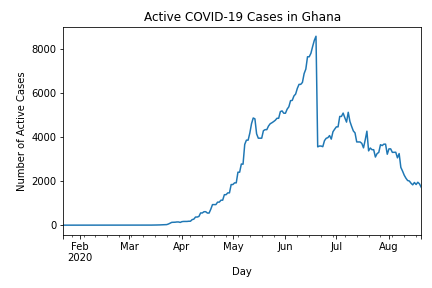 Active COVID-19 Cases in Ghana
Number of Active Cases
8000
6000
4000
2000
0
Feb Mar Apr May Jun Jul Aug
2020
Day